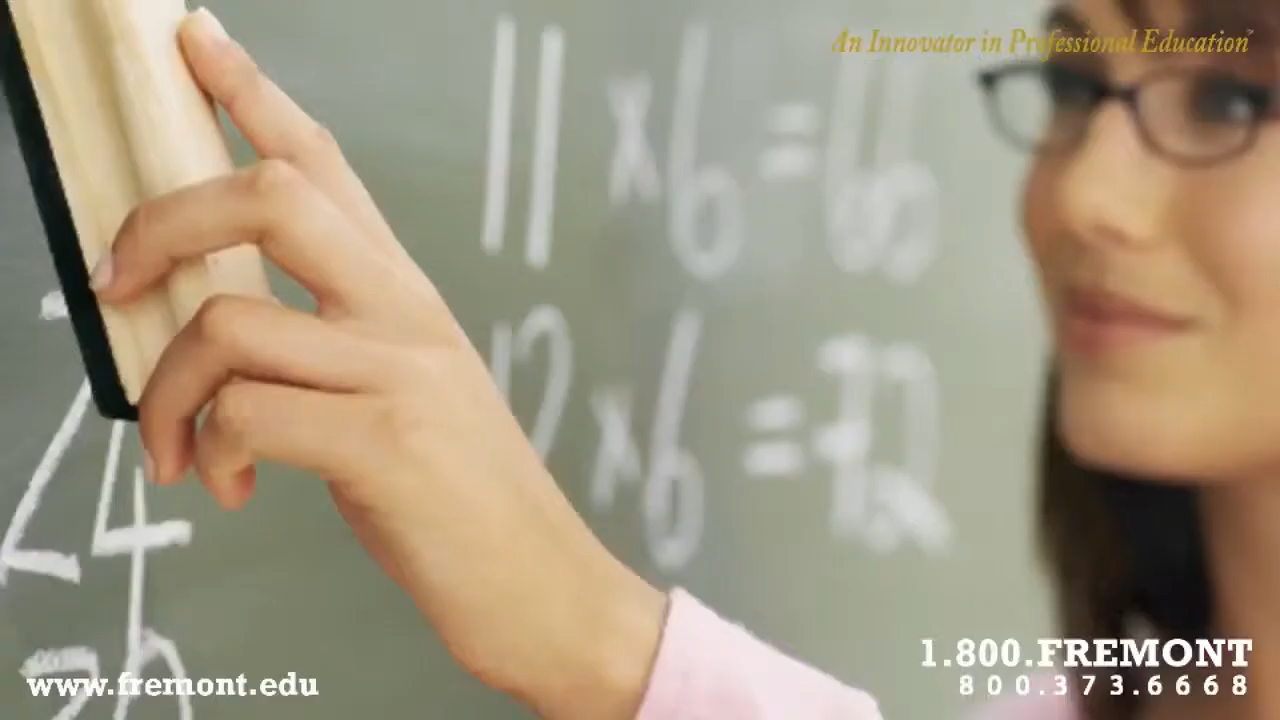 An Innovator in Professional Education
11 x 6 = 66
12 x 6 = 72
24
www.fremont.edu
1.800.FREMONT
800.373.6668